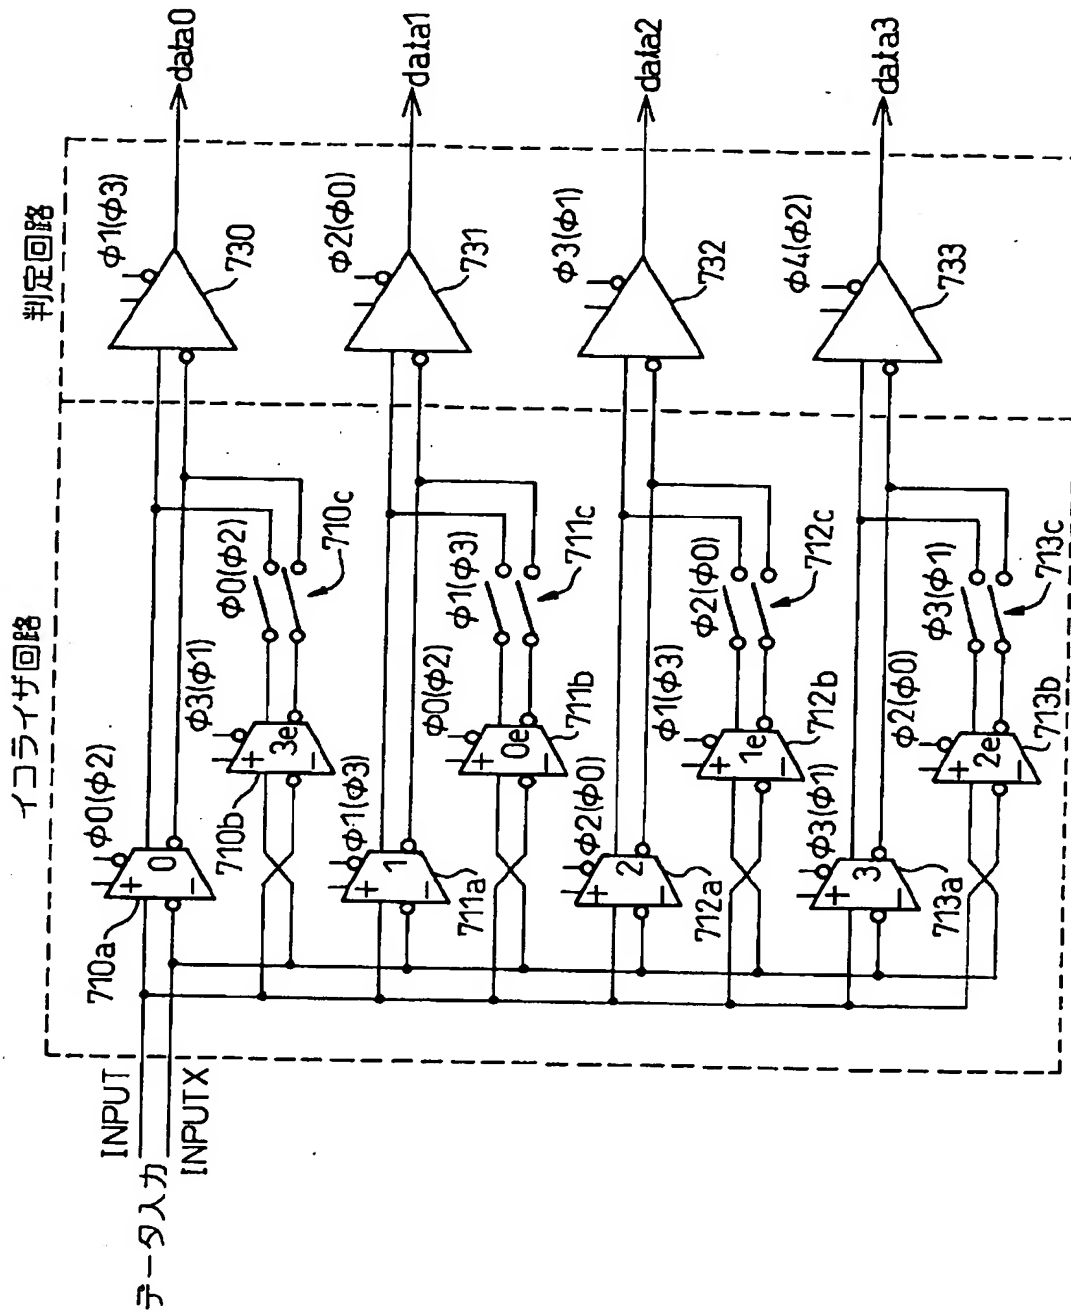 イコライザ回路
判定回路
データ入力
INPUT
INPUTX
710a
+
0
−
φ0(φ2)
φ1(φ3)
730
data0
710b
+
3e
−
φ3(φ1)
φ0(φ2)
710c
711a
+
1
−
φ1(φ3)
φ2(φ0)
731
data1
+
0e
−
711b
φ0(φ2)
φ1(φ3)
711c
712a
+
2
−
φ2(φ0)
φ3(φ1)
732
data2
+
1e
−
712b
φ1(φ3)
φ2(φ0)
712c
713a
+
3
−
φ3(φ1)
φ4(φ2)
733
data3
+
2e
−
713b
φ2(φ0)
φ3(φ1)
713c